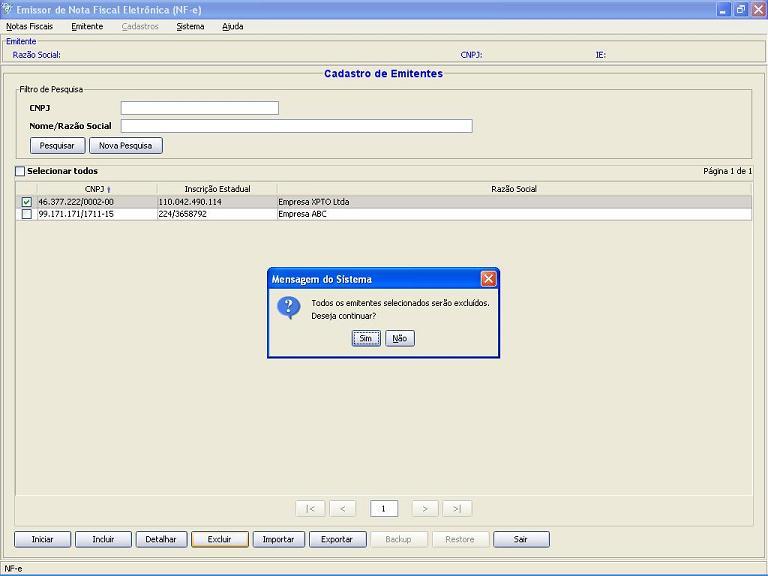 Emissor de Nota Fiscal Eletrônica (NF-e)
Notas Fiscais Emitente Cadastros Sistema Ajuda
Emitente
Razão Social: CNPJ: IE:
Cadastro de Emitentes
Filtro de Pesquisa
CNPJ
Nome/Razão Social
Pesquisar Nova Pesquisa
Selecionar todos Página 1 de 1
CNPJ Inscrição Estadual Razão Social
46.377.222/0002-00 110.042.490.114 Empresa XPTO Ltda
99.171.171/1711-15 224/3658792 Empresa ABC
Mensagem do Sistema
Todos os emitentes selecionados serão excluídos.
Deseja continuar?
Sim Não
|< < 1 > >|
Iniciar Incluir Detalhar Excluir Importar Exportar Backup Restore Sair
NF-e